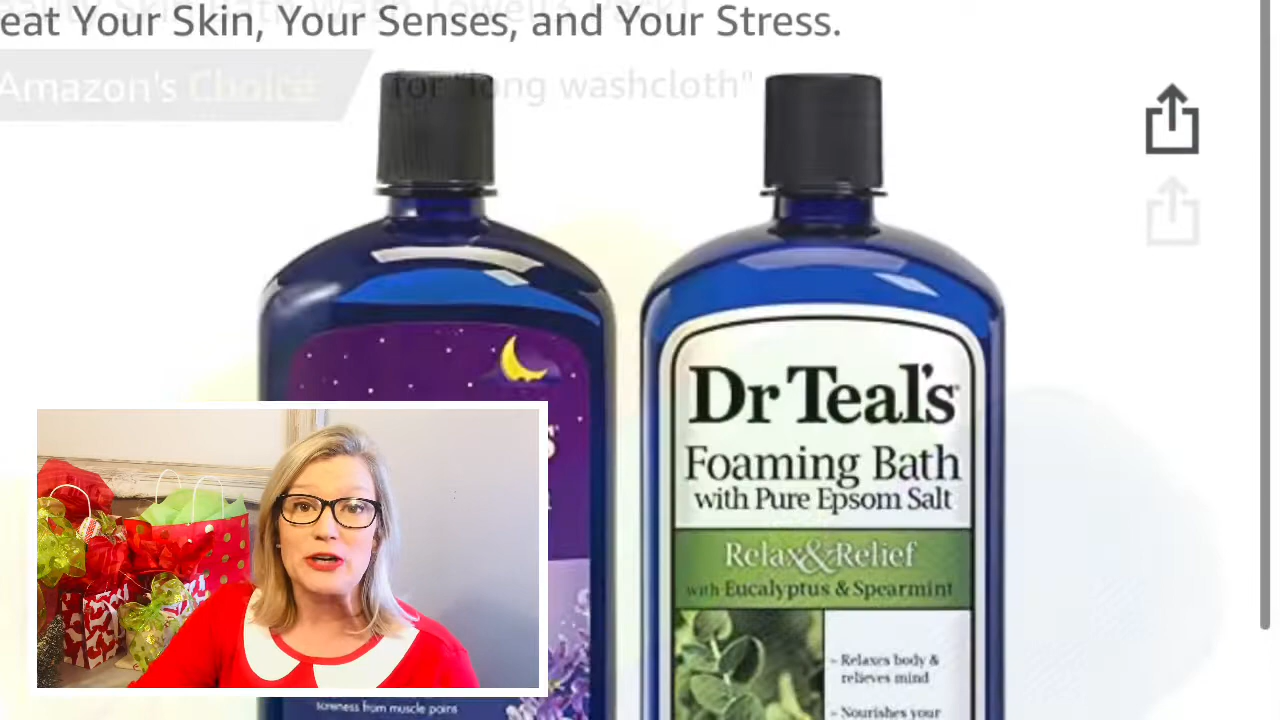 eat Your Skin, Your Senses, and Your Stress.
Amazon's Choice for "long washcloth"
Dr Teal's
Foaming Bath
with Pure Epsom Salt
Relax & Relief
with Eucalyptus & Spearmint
- Relaxes body &
relieves mind
- Nourishes your
soreness from muscle pains